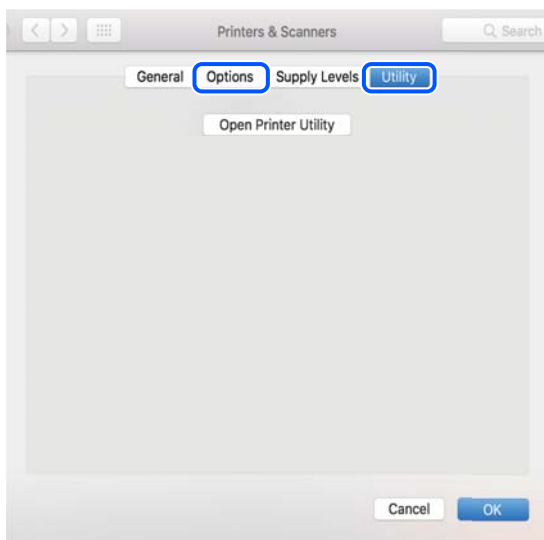 Printers & Scanners
Search
General Options Supply Levels Utility
Open Printer Utility
Cancel OK